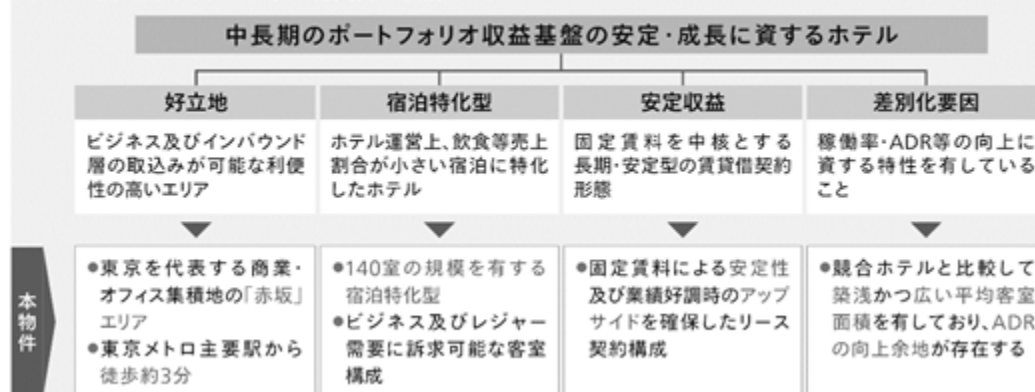 中長期のポートフォリオ収益基盤の安定・成長に資するホテル
好立地
ビジネス及びインバウンド
層の取込みが可能な利便
性の高いエリア
宿泊特化型
ホテル運営上、飲食等売上
割合が小さい宿泊に特化
したホテル
安定収益
固定賃料を中核とする
長期・安定型の賃貸借契約
形態
差別化要因
稼働率・ADR等の向上に
資する特性を有している
こと
本物件
●東京を代表する商業・
オフィス集積地の「赤坂」
エリア
●東京メトロ主要駅から
徒歩約3分
●140室の規模を有する
宿泊特化型
●ビジネス及びレジャー
需要に訴求可能な客室
構成
●固定賃料による安定性
及び業績好調時のアップ
サイドを確保したリース
契約構成
●競合ホテルと比較して
築浅かつ広い平均客室
面積を有しており、ADR
の向上余地が存在する